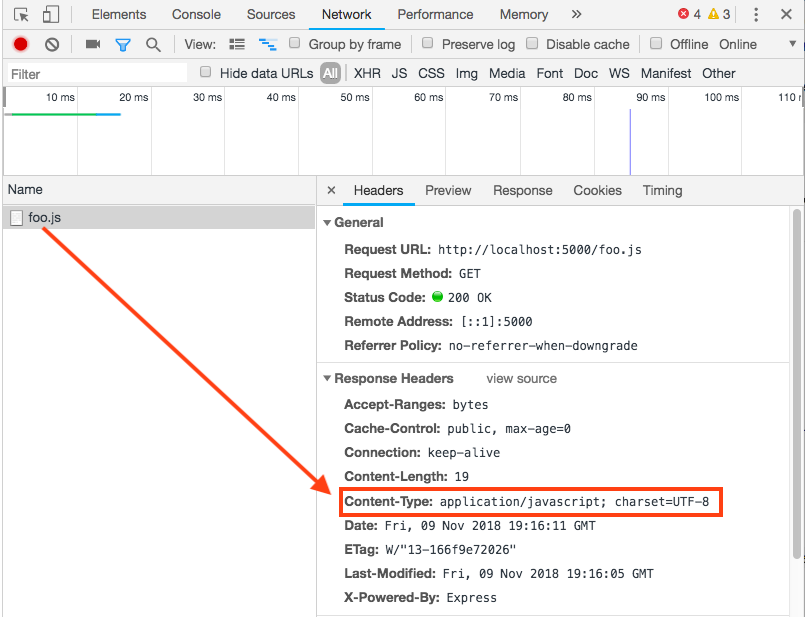 Elements Console Sources Network Performance Memory » 4 3
View: Group by frame Preserve log Disable cache Offline Online
Filter Hide data URLs All XHR JS CSS Img Media Font Doc WS Manifest Other
10 ms 20 ms 30 ms 40 ms 50 ms 60 ms 70 ms 80 ms 90 ms 100 ms 110
Name
foo.js
× Headers Preview Response Cookies Timing
General
Request URL: http://localhost:5000/foo.js
Request Method: GET
Status Code: 200 OK
Remote Address: [::1]:5000
Referrer Policy: no-referrer-when-downgrade
Response Headers view source
Accept-Ranges: bytes
Cache-Control: public, max-age=0
Connection: keep-alive
Content-Length: 19
Content-Type: application/javascript; charset=UTF-8
Date: Fri, 09 Nov 2018 19:16:11 GMT
ETag: W/"13-166f9e72026"
Last-Modified: Fri, 09 Nov 2018 19:16:05 GMT
X-Powered-By: Express